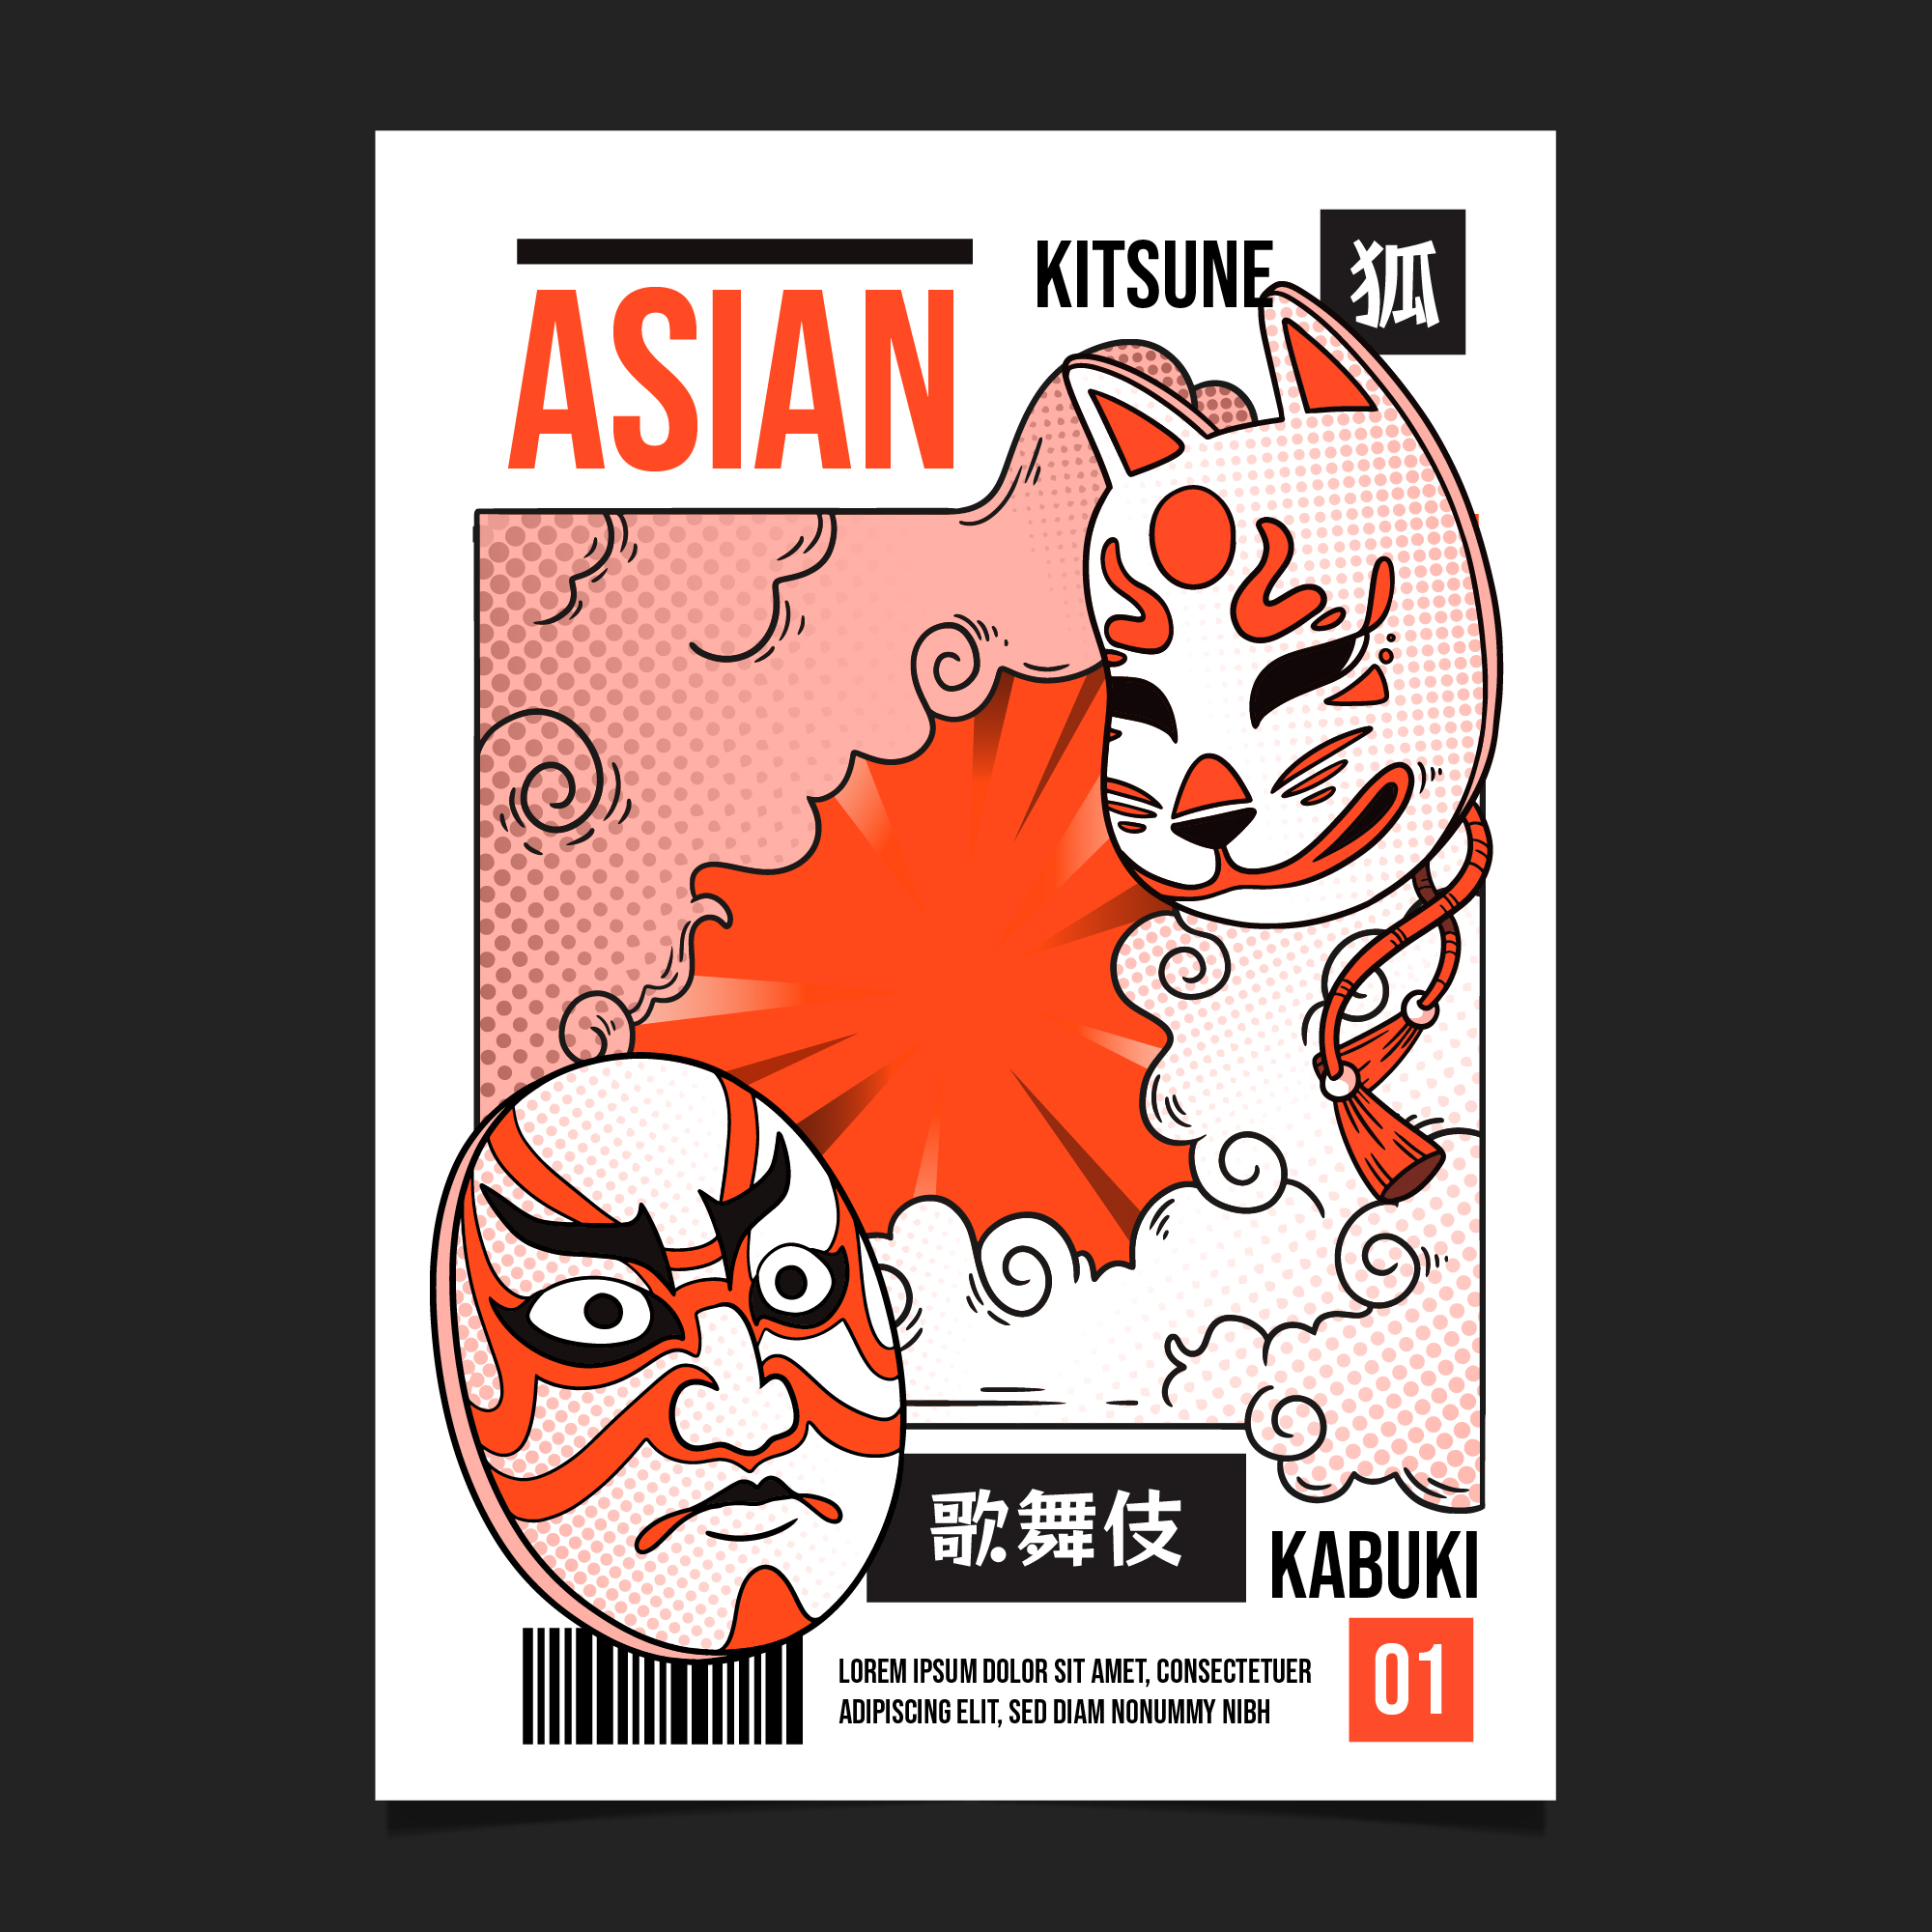 KITSUNE
狐
ASIAN
歌舞伎
KABUKI
LOREM IPSUM DOLOR SIT AMET, CONSECTETUER
ADIPISCING ELIT, SED DIAM NONUMMY NIBH
01